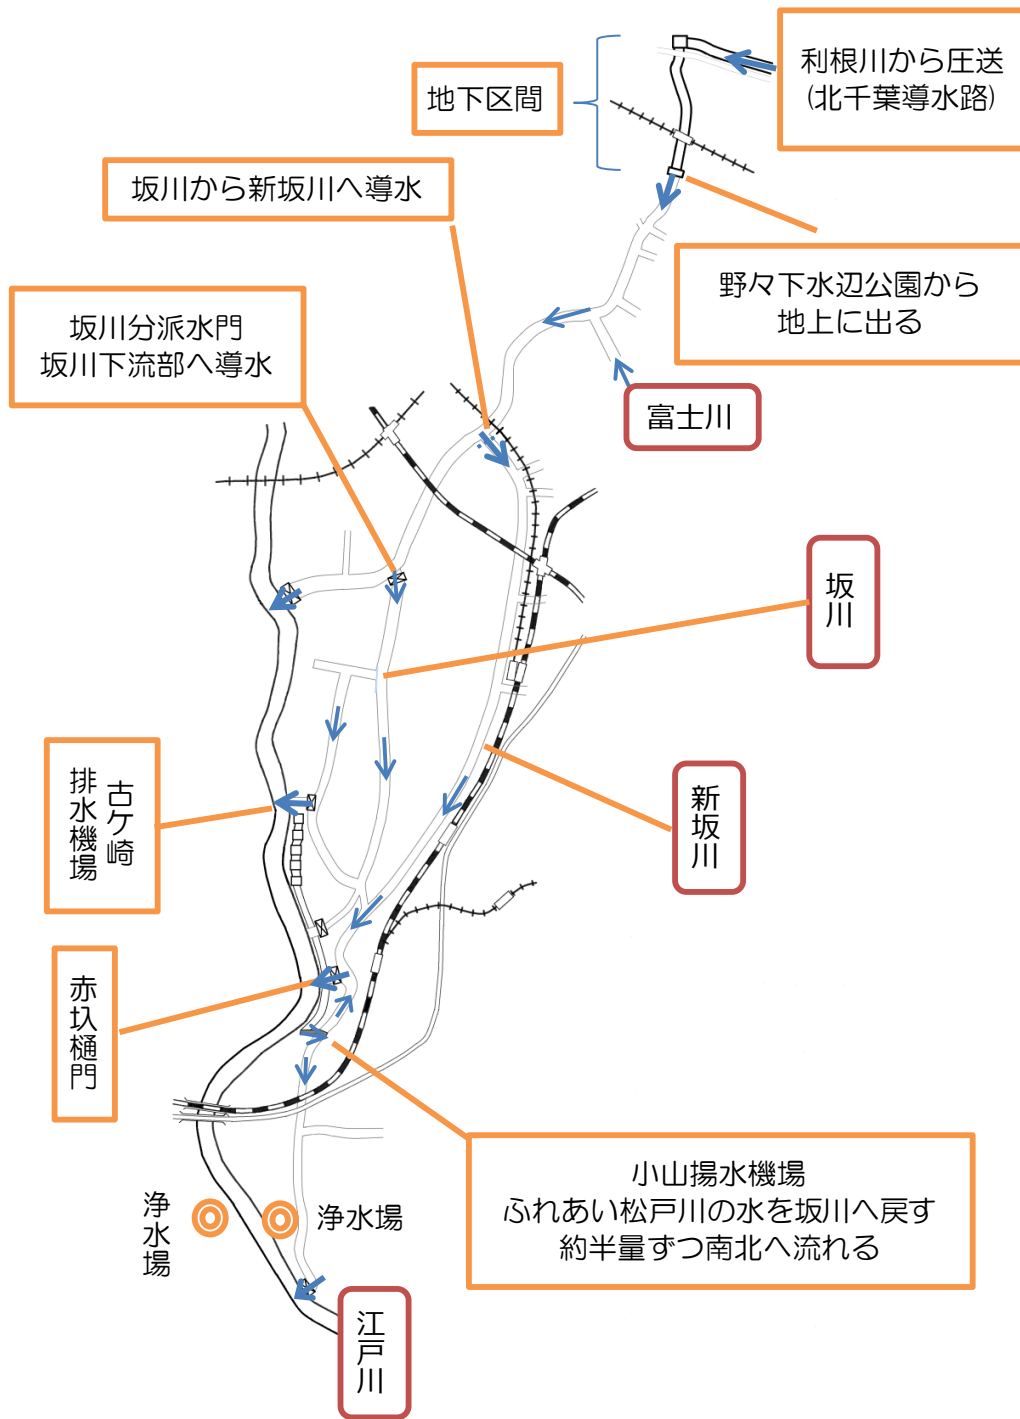 利根川から圧送
(北千葉導水路)
地下区間
坂川から新坂川へ導水
野々下水辺公園から
地上に出る
坂川分派水門
坂川下流部へ導水
富士川
坂川
新坂川
古ケ崎
排水機場
赤圦樋門
小山揚水機場
ふれあい松戸川の水を坂川へ戻す
約半量ずつ南北へ流れる
浄水場
浄水場
江戸川